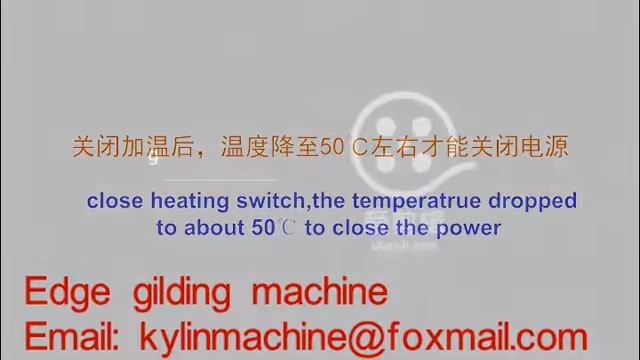 关闭加温后，温度降至50℃左右才能关闭电源
close heating switch,the temperatrue dropped
to about 50℃ to close the power
Edge gilding machine
Email: kylinmachine@foxmail.com